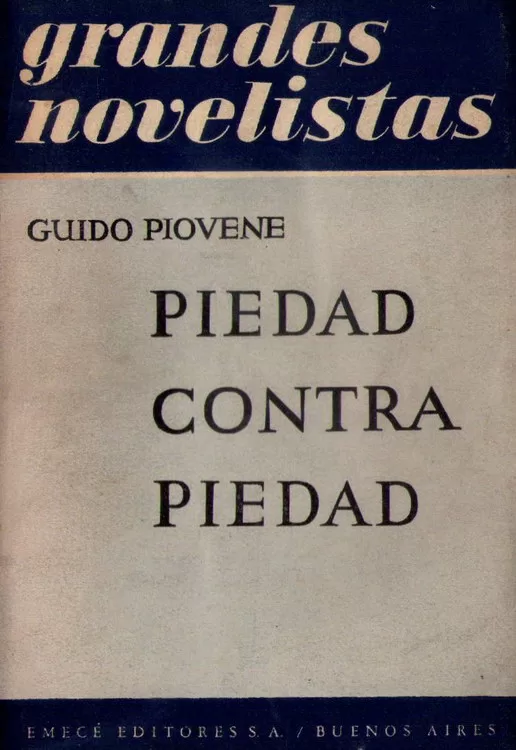 grandes
novelistas
GUIDO PIOVENE
PIEDAD
CONTRA
PIEDAD
EMECÉ EDITORES S. A. / BUENOS AIRES